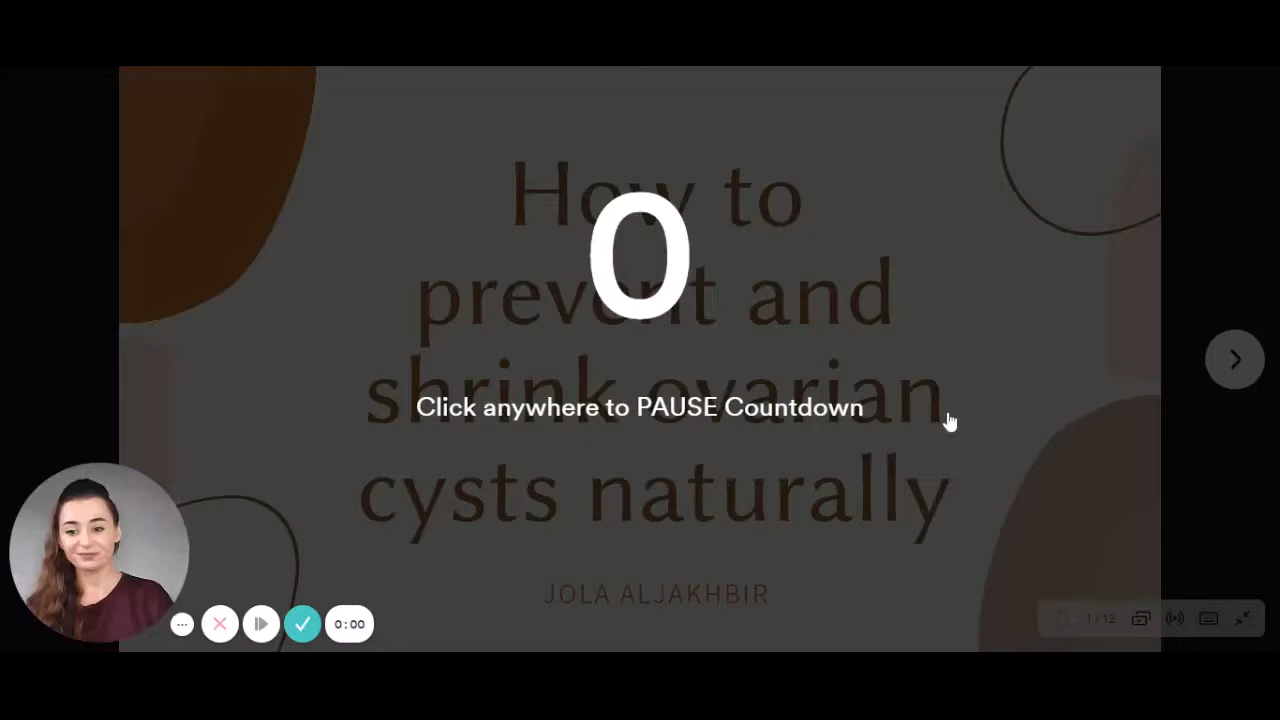 How to
0
prevent and
shrink ovarian
Click anywhere to PAUSE Countdown
cysts naturally
JOLA ALJAKHBIR
0:00
1 / 13